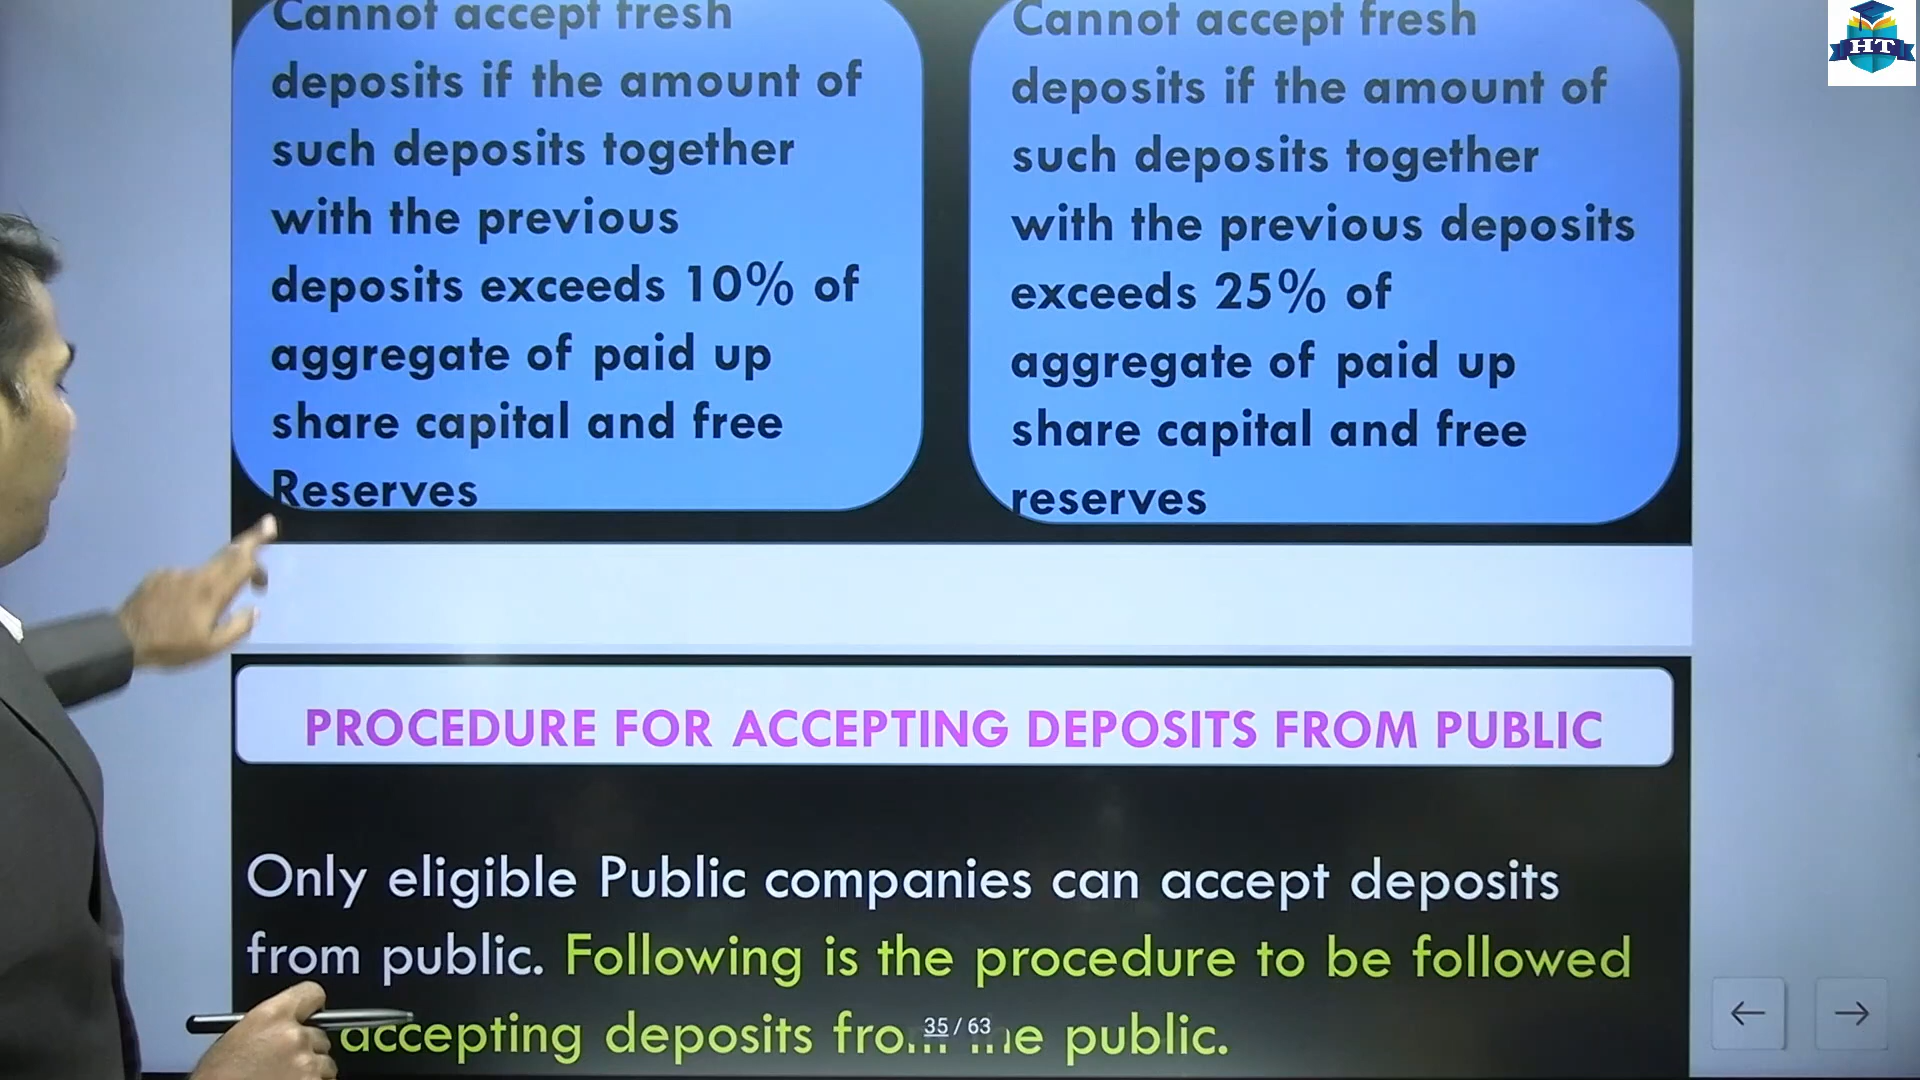 Cannot accept fresh
deposits if the amount of
such deposits together
with the previous
deposits exceeds 10% of
aggregate of paid up
share capital and free
Reserves
Cannot accept fresh
deposits if the amount of
such deposits together
with the previous deposits
exceeds 25% of
aggregate of paid up
share capital and free
reserves
HT
PROCEDURE FOR ACCEPTING DEPOSITS FROM PUBLIC
Only eligible Public companies can accept deposits
from public. Following is the procedure to be followed
accepting deposits public.
35 / 63